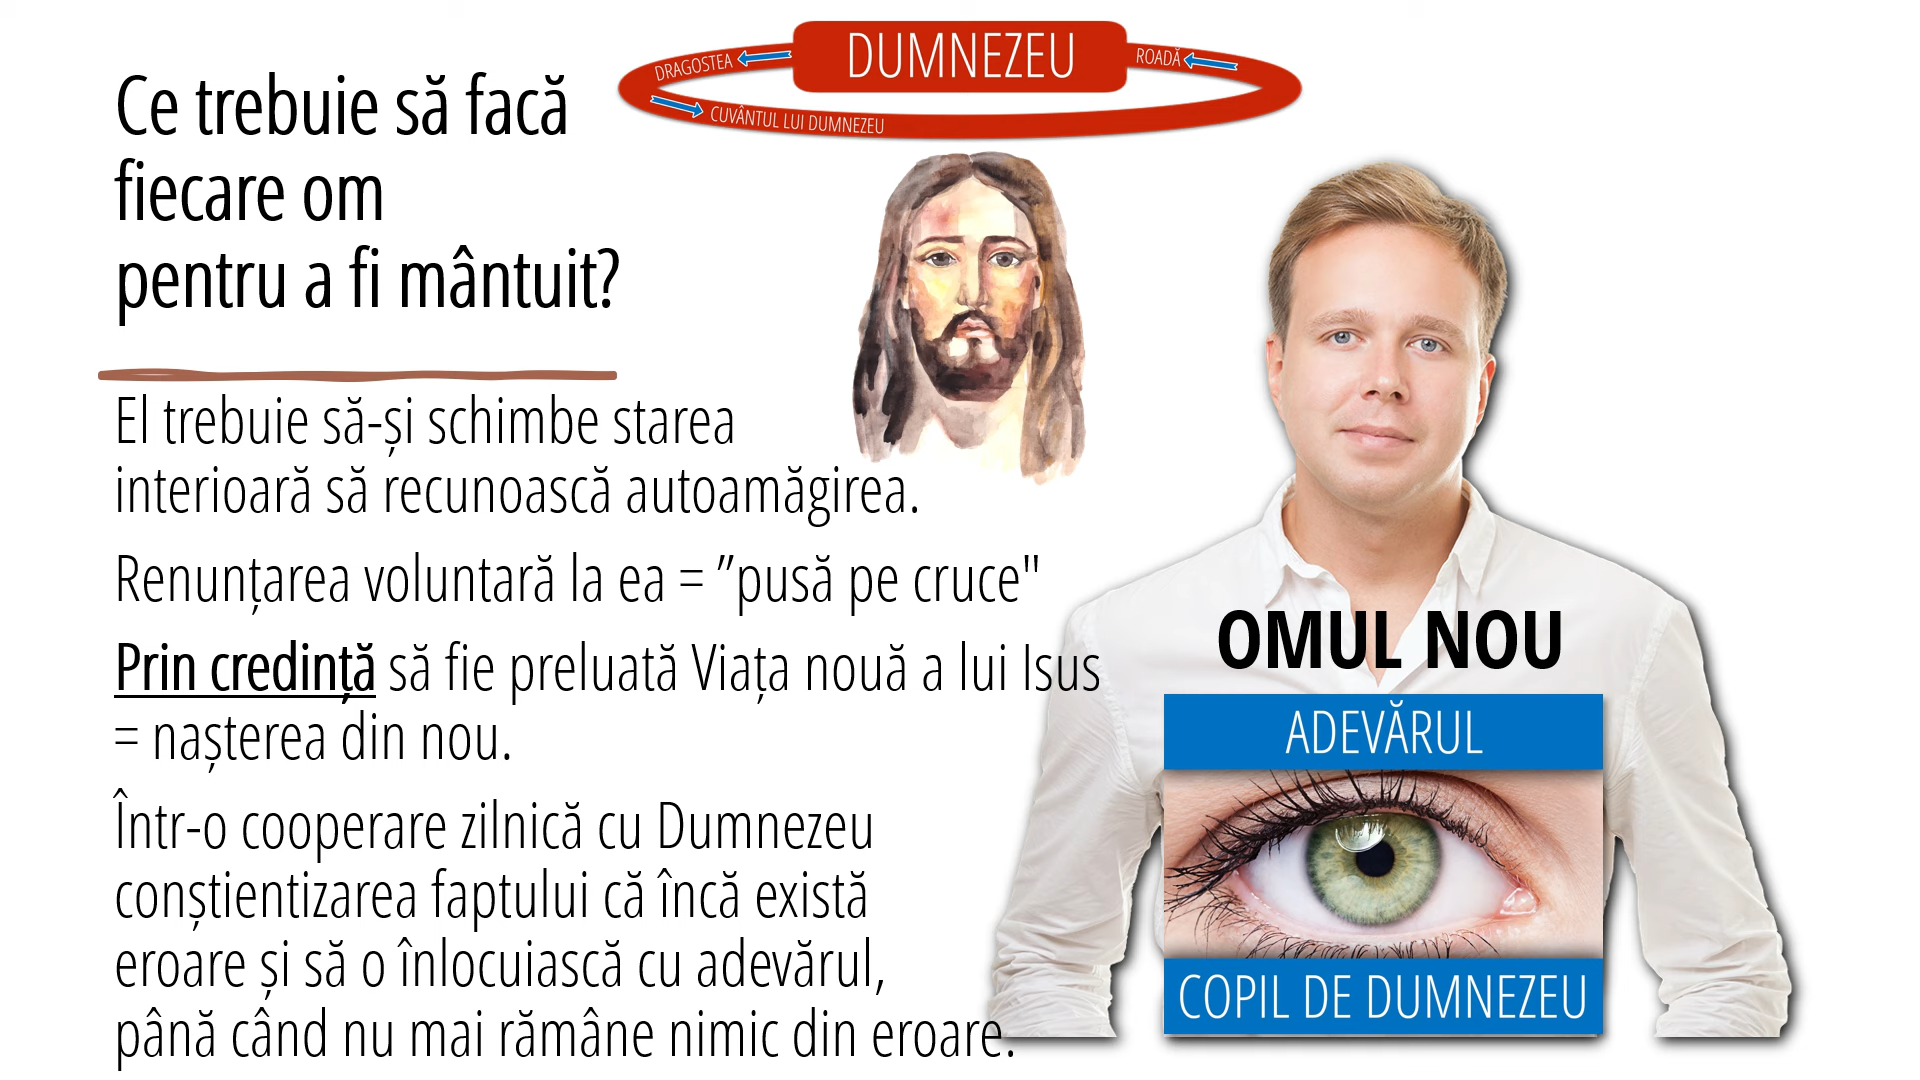 DUMNEZEU
DRAGOSTEA
ROADĂ
CUVÂNTUL LUI DUMNEZEU
Ce trebuie să facă
fiecare om
pentru a fi mântuit?
El trebuie să-și schimbe starea
interioară să recunoască autoamăgirea.
Renunțarea voluntară la ea = ”pusă pe cruce"
Prin credință să fie preluată Viața nouă a lui Isus
= nașterea din nou.
Într-o cooperare zilnică cu Dumnezeu
conștientizarea faptului că încă există
eroare și să o înlocuiască cu adevărul,
până când nu mai rămâne nimic din eroare.
OMUL NOU
ADEVĂRUL
COPIL DE DUMNEZEU